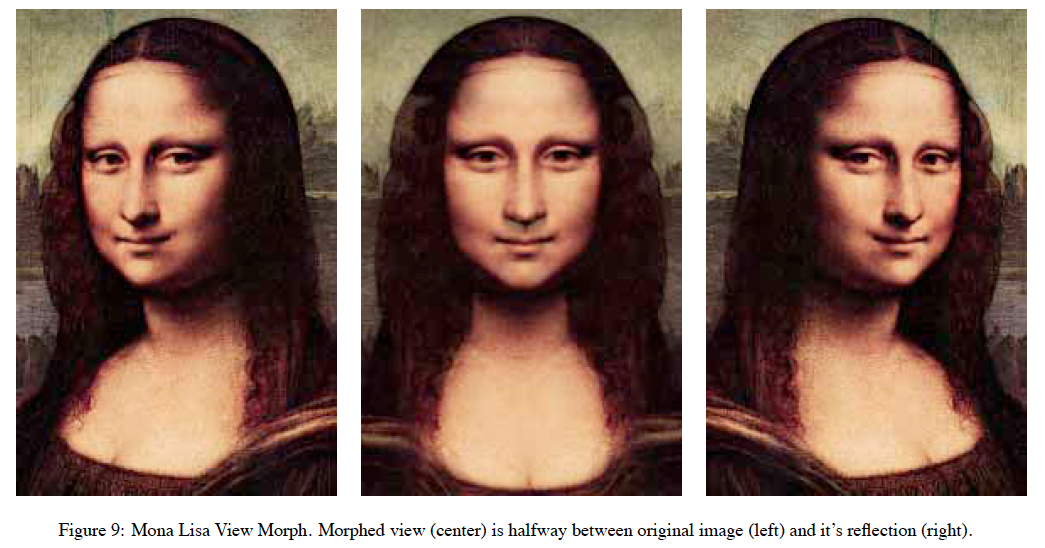 Figure 9: Mona Lisa View Morph. Morphed view (center) is halfway between original image (left) and it's reflection (right).